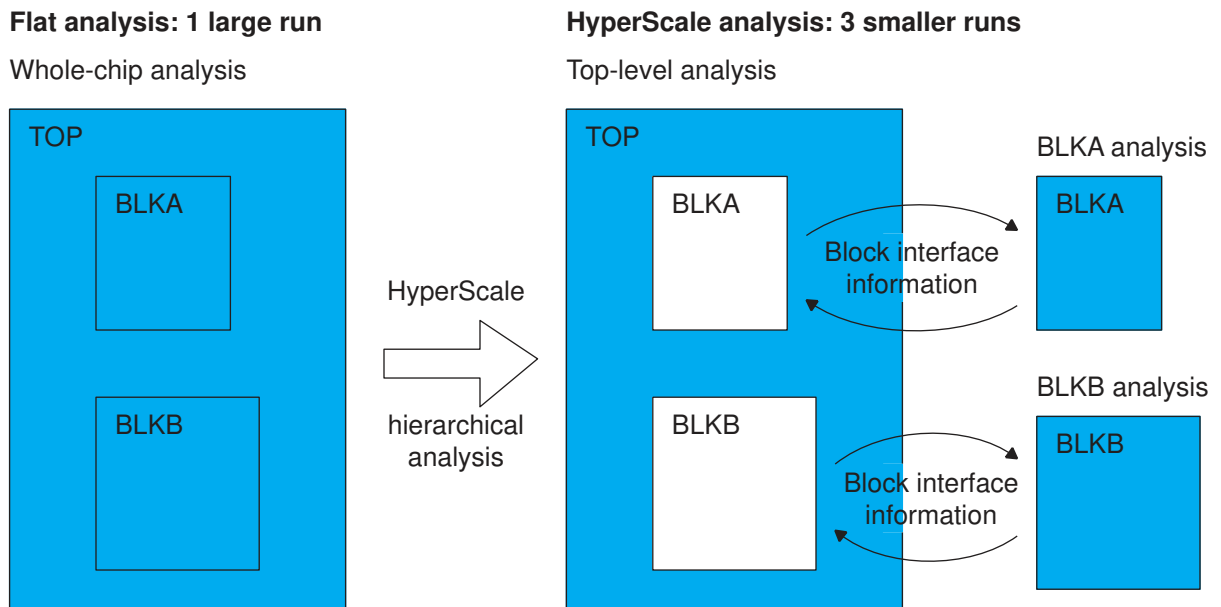 Flat analysis: 1 large run
Whole-chip analysis
TOP
BLKA
BLKB
HyperScale
hierarchical
analysis
HyperScale analysis: 3 smaller runs
Top-level analysis
TOP
BLKA
Block interface
information
BLKA analysis
BLKA
BLKB
Block interface
information
BLKB analysis
BLKB